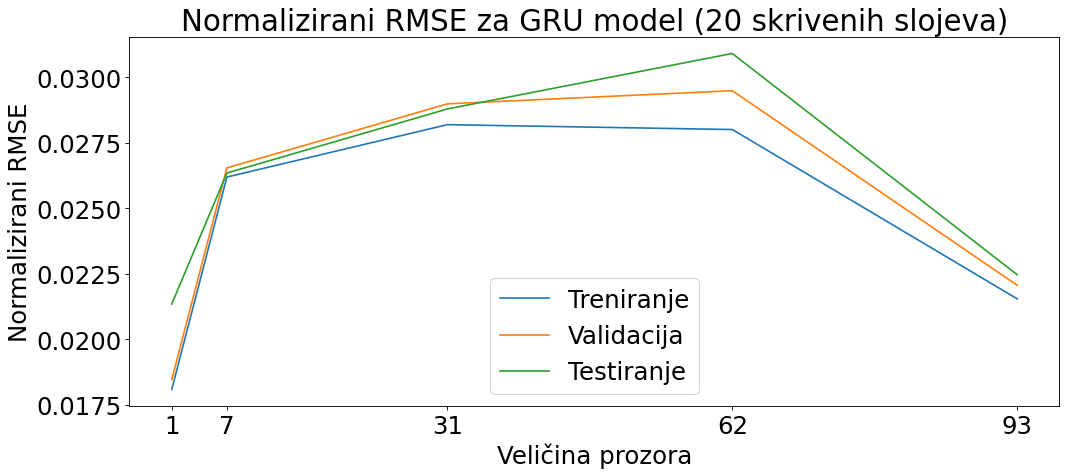 Normalizirani RMSE za GRU model (20 skrivenih slojeva)
Normalizirani RMSE
0.0300
0.0275
0.0250
0.0225
0.0200
0.0175
Treniranje
Validacija
Testiranje
1 7 31 62 93
Veličina prozora